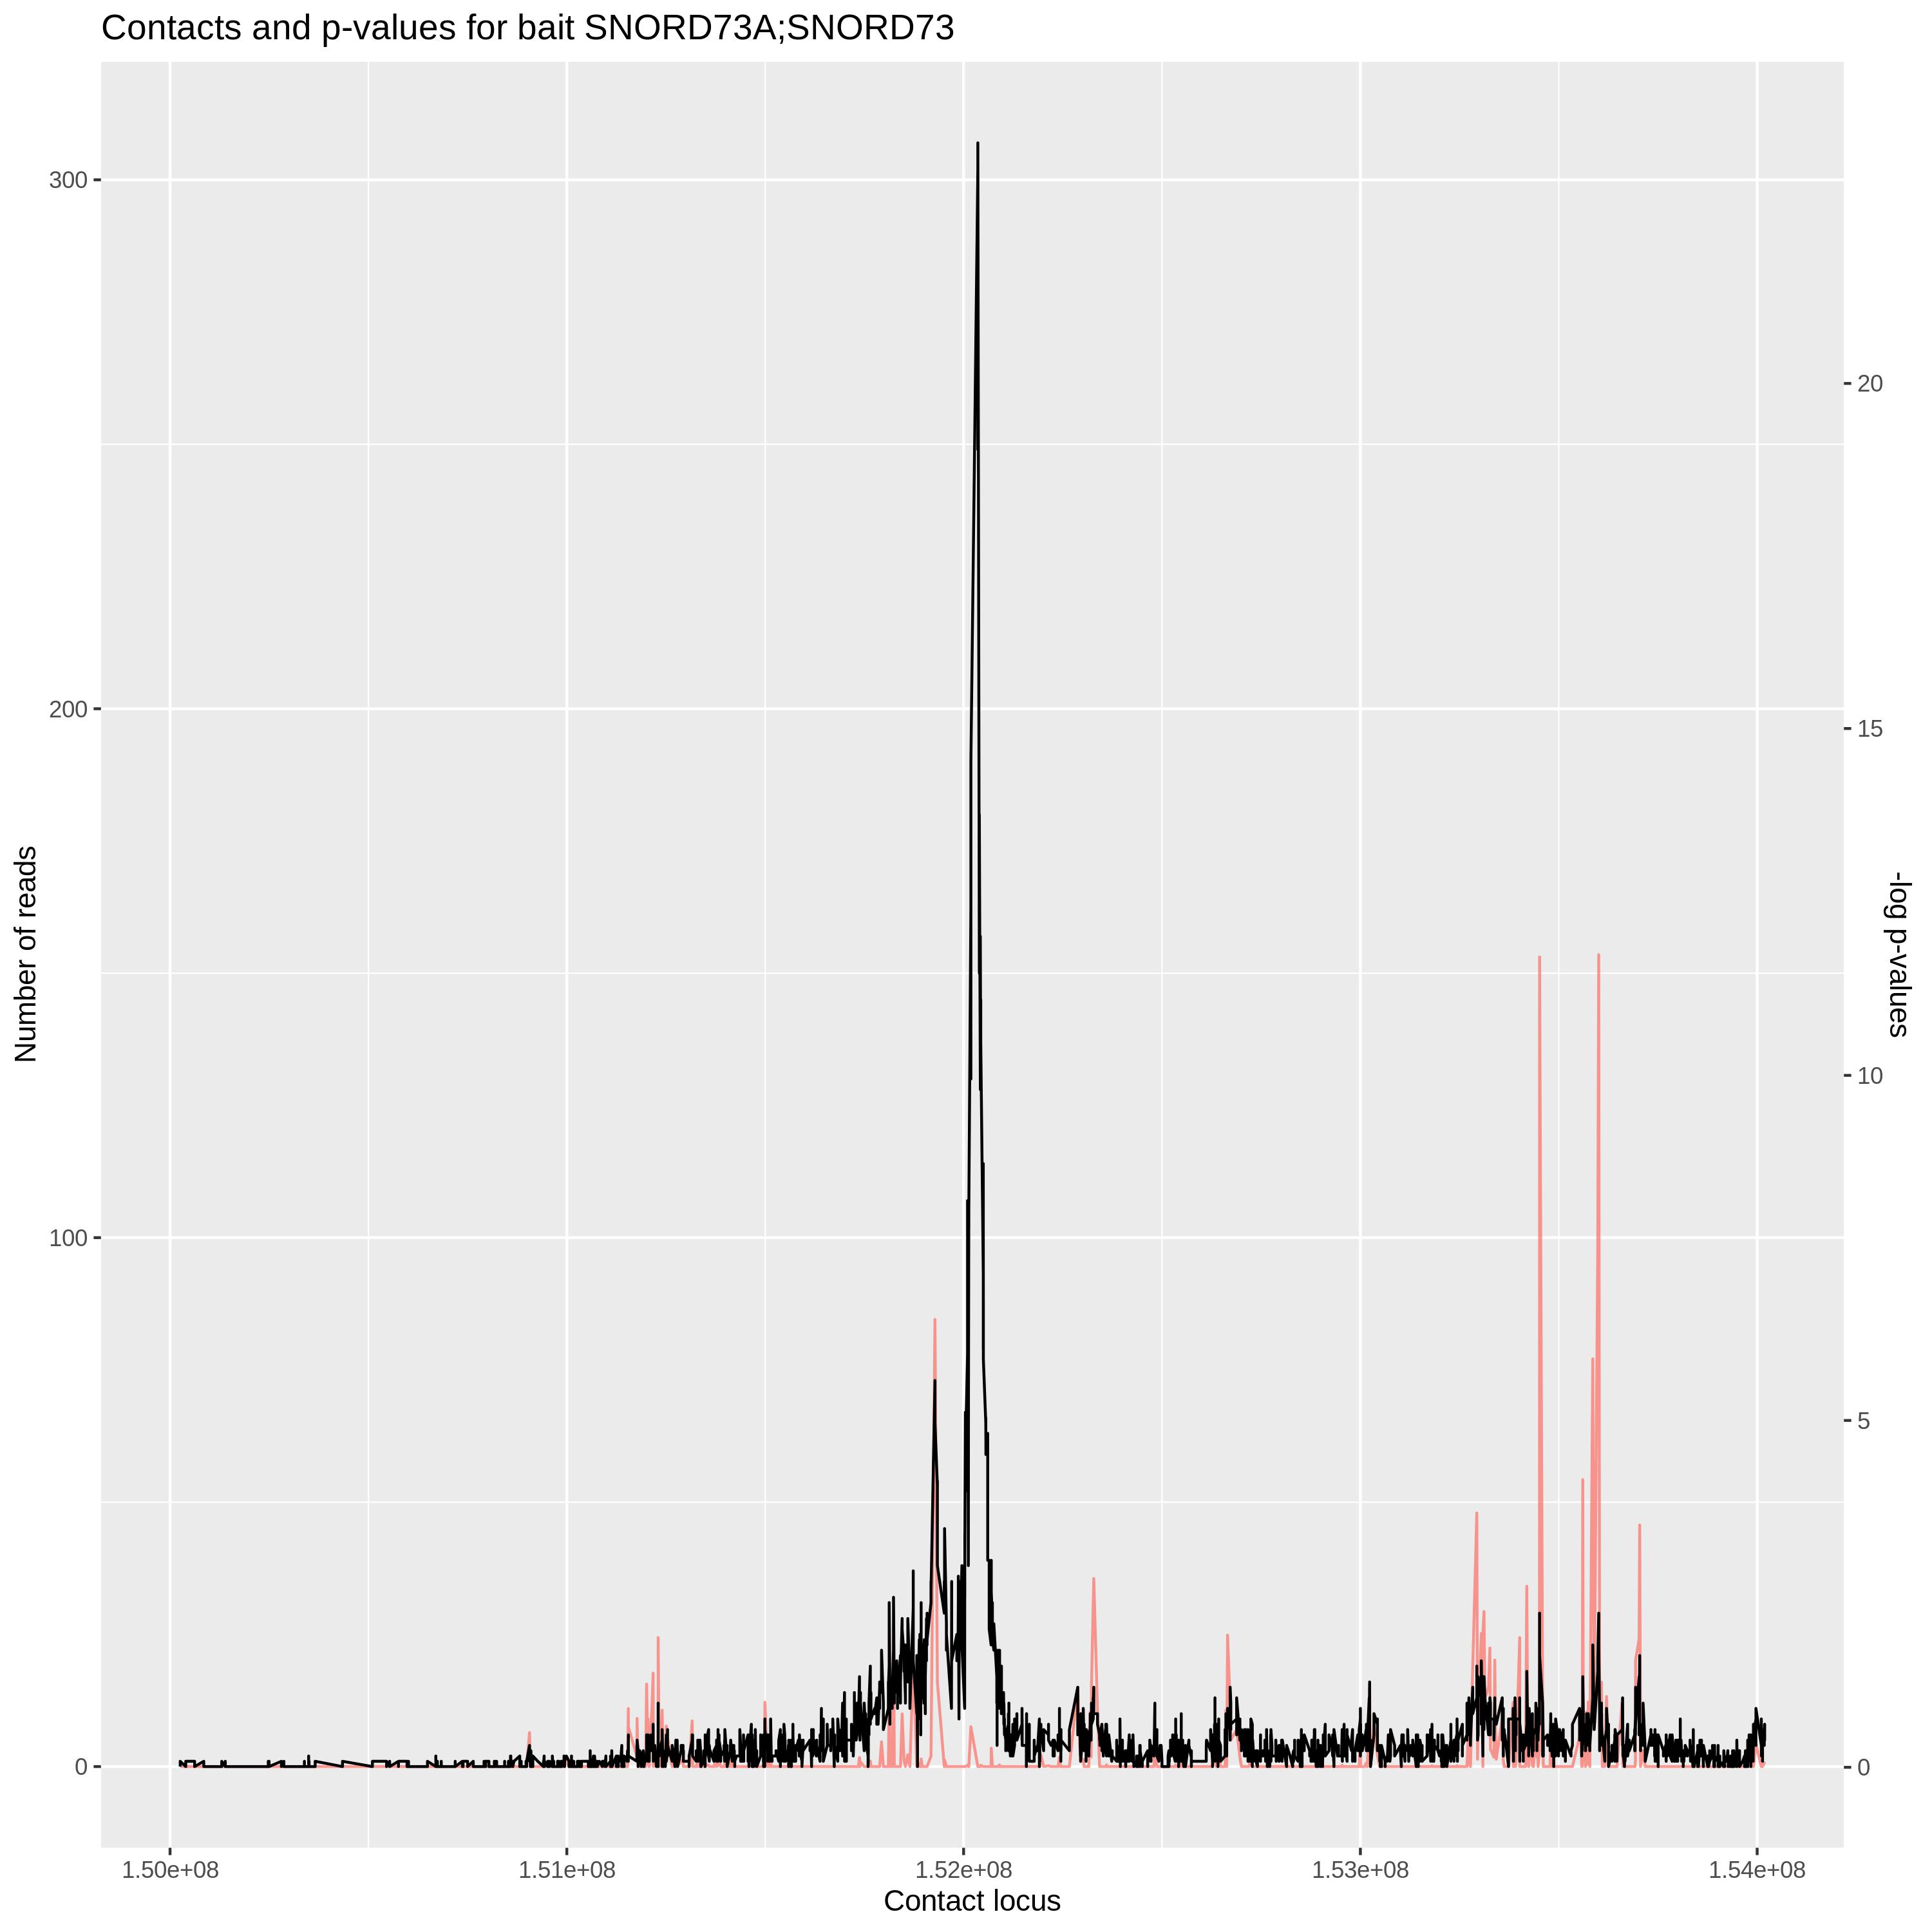 Contacts and p-values for bait SNORD73A;SNORD73
300
200
100
0
Number of reads
20
15
10
5
0
-log p-values
1.50e+08
1.51e+08
1.52e+08
1.53e+08
1.54e+08
Contact locus